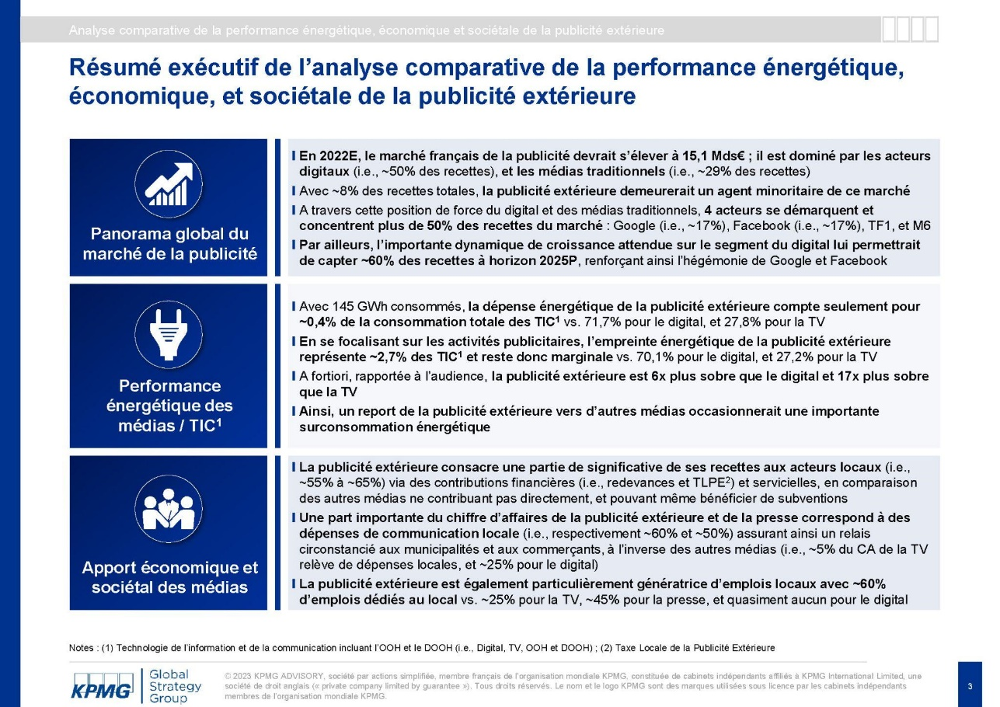 Analyse comparative de la performance énergétique, économique et sociétale de la publicité extérieure
Résumé exécutif de l’analyse comparative de la performance énergétique,
économique, et sociétale de la publicité extérieure
Panorama global du
marché de la publicité
En 2022E, le marché français de la publicité devrait s’élever à 15,1 Mds€ ; il est dominé par les acteurs
digitaux (i.e., ~50% des recettes), et les médias traditionnels (i.e., ~29% des recettes)
Avec ~8% des recettes totales, la publicité extérieure demeurerait un agent minoritaire de ce marché
A travers cette position de force du digital et des médias traditionnels, 4 acteurs se démarquent et
concentrent plus de 50% des recettes du marché : Google (i.e., ~17%), Facebook (i.e., ~17%), TF1, et M6
Par ailleurs, l’importante dynamique de croissance attendue sur le segment du digital lui permettrait
de capter ~60% des recettes à horizon 2025P, renforçant ainsi l’hégémonie de Google et Facebook
Performance
énergétique des
médias / TIC¹
Avec 145 GWh consommés, la dépense énergétique de la publicité extérieure compte seulement pour
~0,4% de la consommation totale des TIC¹ vs. 71,7% pour le digital, et 27,8% pour la TV
En se focalisant sur les activités publicitaires, l’empreinte énergétique de la publicité extérieure
représente ~2,7% des TIC¹ et reste donc marginale vs. 70,1% pour le digital, et 27,2% pour la TV
A fortiori, rapportée à l’audience, la publicité extérieure est 6x plus sobre que le digital et 17x plus sobre
que la TV
Ainsi, un report de la publicité extérieure vers d’autres médias occasionnerait une importante
surconsommation énergétique
Apport économique et
sociétal des médias
La publicité extérieure consacre une partie de significative de ses recettes aux acteurs locaux (i.e.,
~55% à ~65%) via des contributions financières (i.e., redevances et TLPE²) et servicielles, en comparaison
des autres médias ne contribuant pas directement, et pouvant même bénéficier de subventions
Une part importante du chiffre d’affaires de la publicité extérieure et de la presse correspond à des
dépenses de communication locale (i.e., respectivement ~60% et ~50%) assurant ainsi un relais
circonstancié aux municipalités et aux commerçants, à l’inverse des autres médias (i.e., ~5% du CA de la TV
relève de dépenses locales, et ~25% pour le digital)
La publicité extérieure est également particulièrement génératrice d’emplois locaux avec ~60%
d’emplois dédiés au local vs. ~25% pour la TV, ~45% pour la presse, et quasiment aucun pour le digital
Notes : (1) Technologie de l’information et de la communication incluant l’OOH et le DOOH (i.e., Digital, TV, OOH et DOOH) ; (2) Taxe Locale de la Publicité Extérieure
KPMG
Global
Strategy
Group
© 2023 KPMG ADVISORY, société par actions simplifiée, membre français de l’organisation mondiale KPMG, constituée de cabinets indépendants affiliés à KPMG International Limited, une
société de droit anglais (« private company limited by guarantee »). Tous droits réservés. Le nom et le logo KPMG sont des marques utilisées sous licence par les cabinets indépendants
membres de l’organisation mondiale KPMG.
3